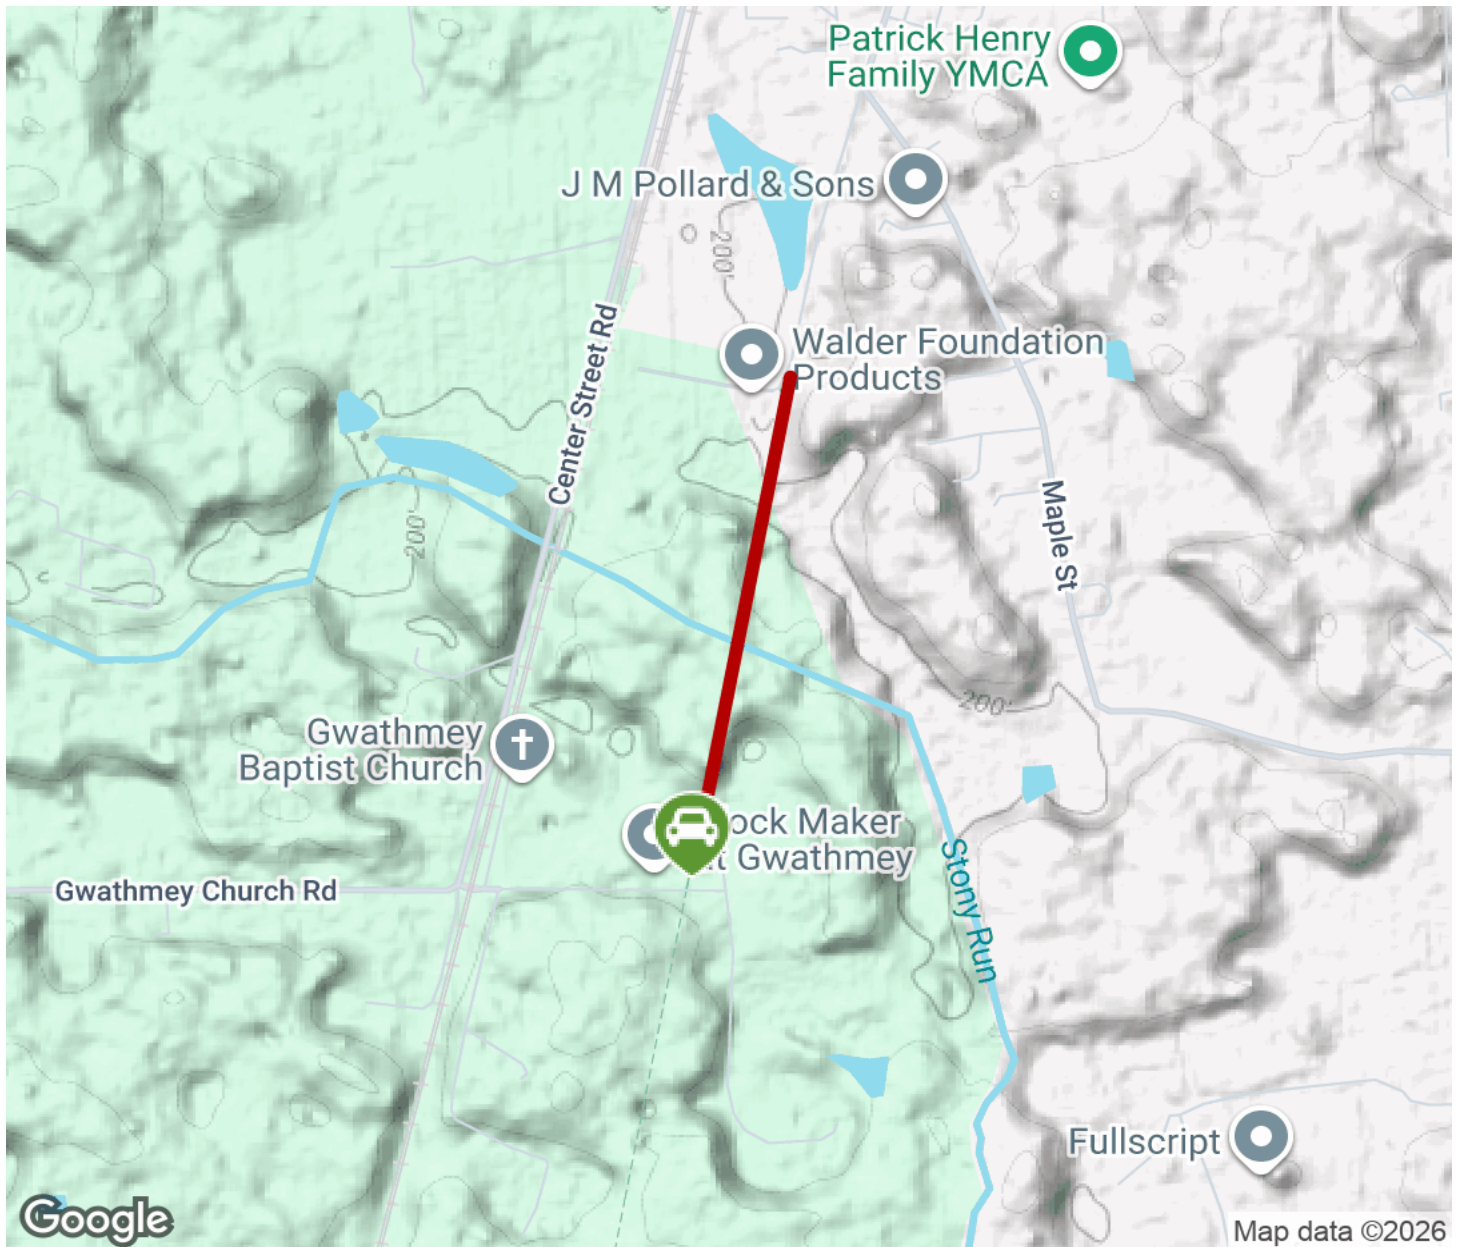 Patrick Henry
Family YMCA
J M Pollard & Sons
200'
Walder Foundation
Products
Center Street Rd
200'
Maple St
200'
Gwathmey
Baptist Church
ock Maker
t Gwathmey
Gwathmey Church Rd
Stony Run
Fullscript
Google
Map data ©2026